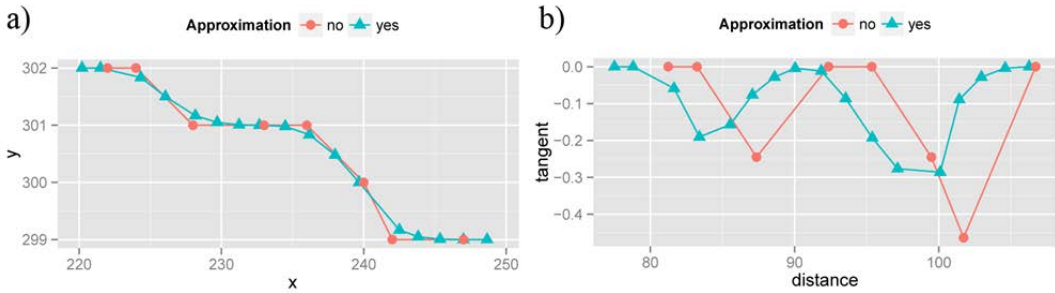 a)
Approximation no yes
302
301
300
299
y
220 230 240 250
x
b)
Approximation no yes
0.0
−0.1
−0.2
−0.3
−0.4
tangent
80 90 100
distance